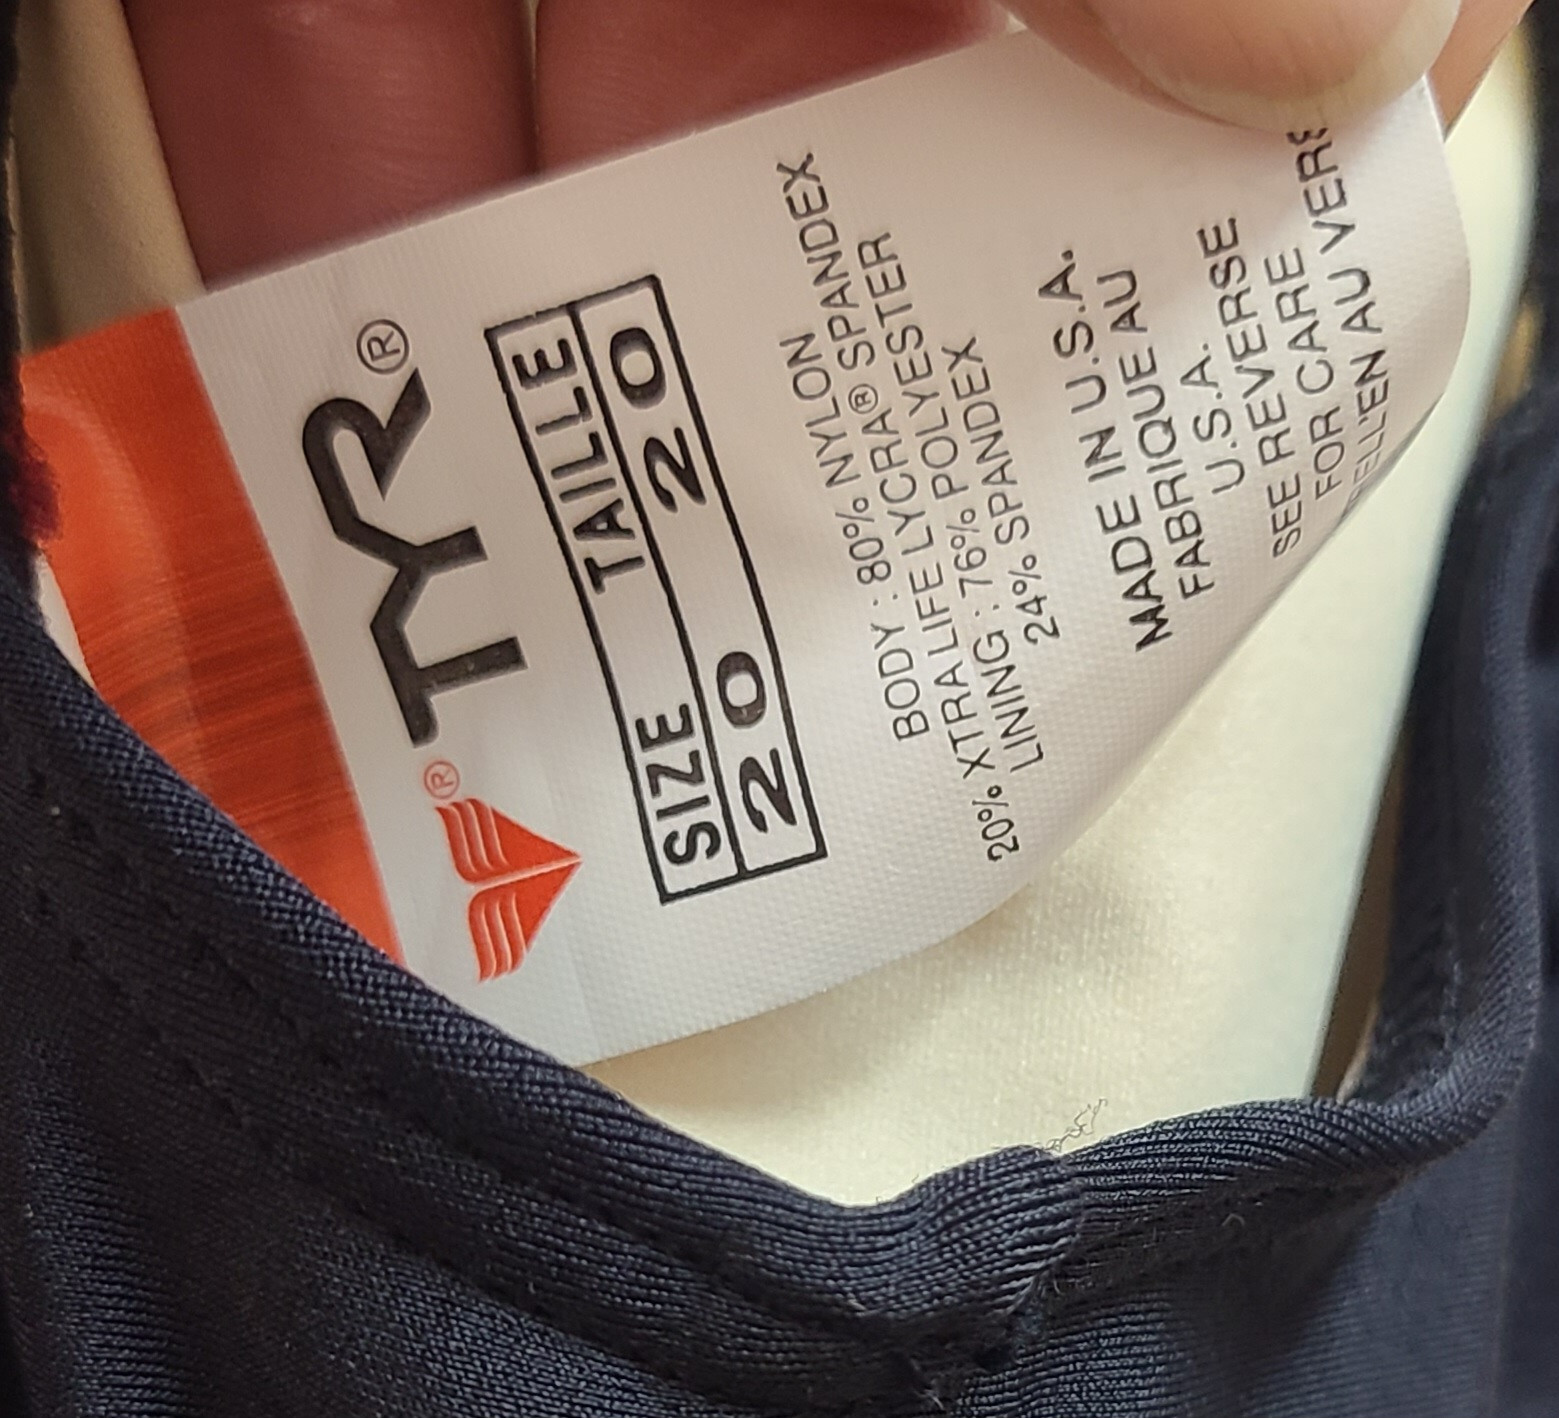 TYR®
®
SIZE TAILLE
20 20
BODY : 80% NYLON
20% XTRA LIFE LYCRA® SPANDEX
LINING : 76% POLYESTER
24% SPANDEX
MADE IN U.S.A.
FABRIQUE AU
U.S.A.
SEE REVERSE
FOR CARE
AU